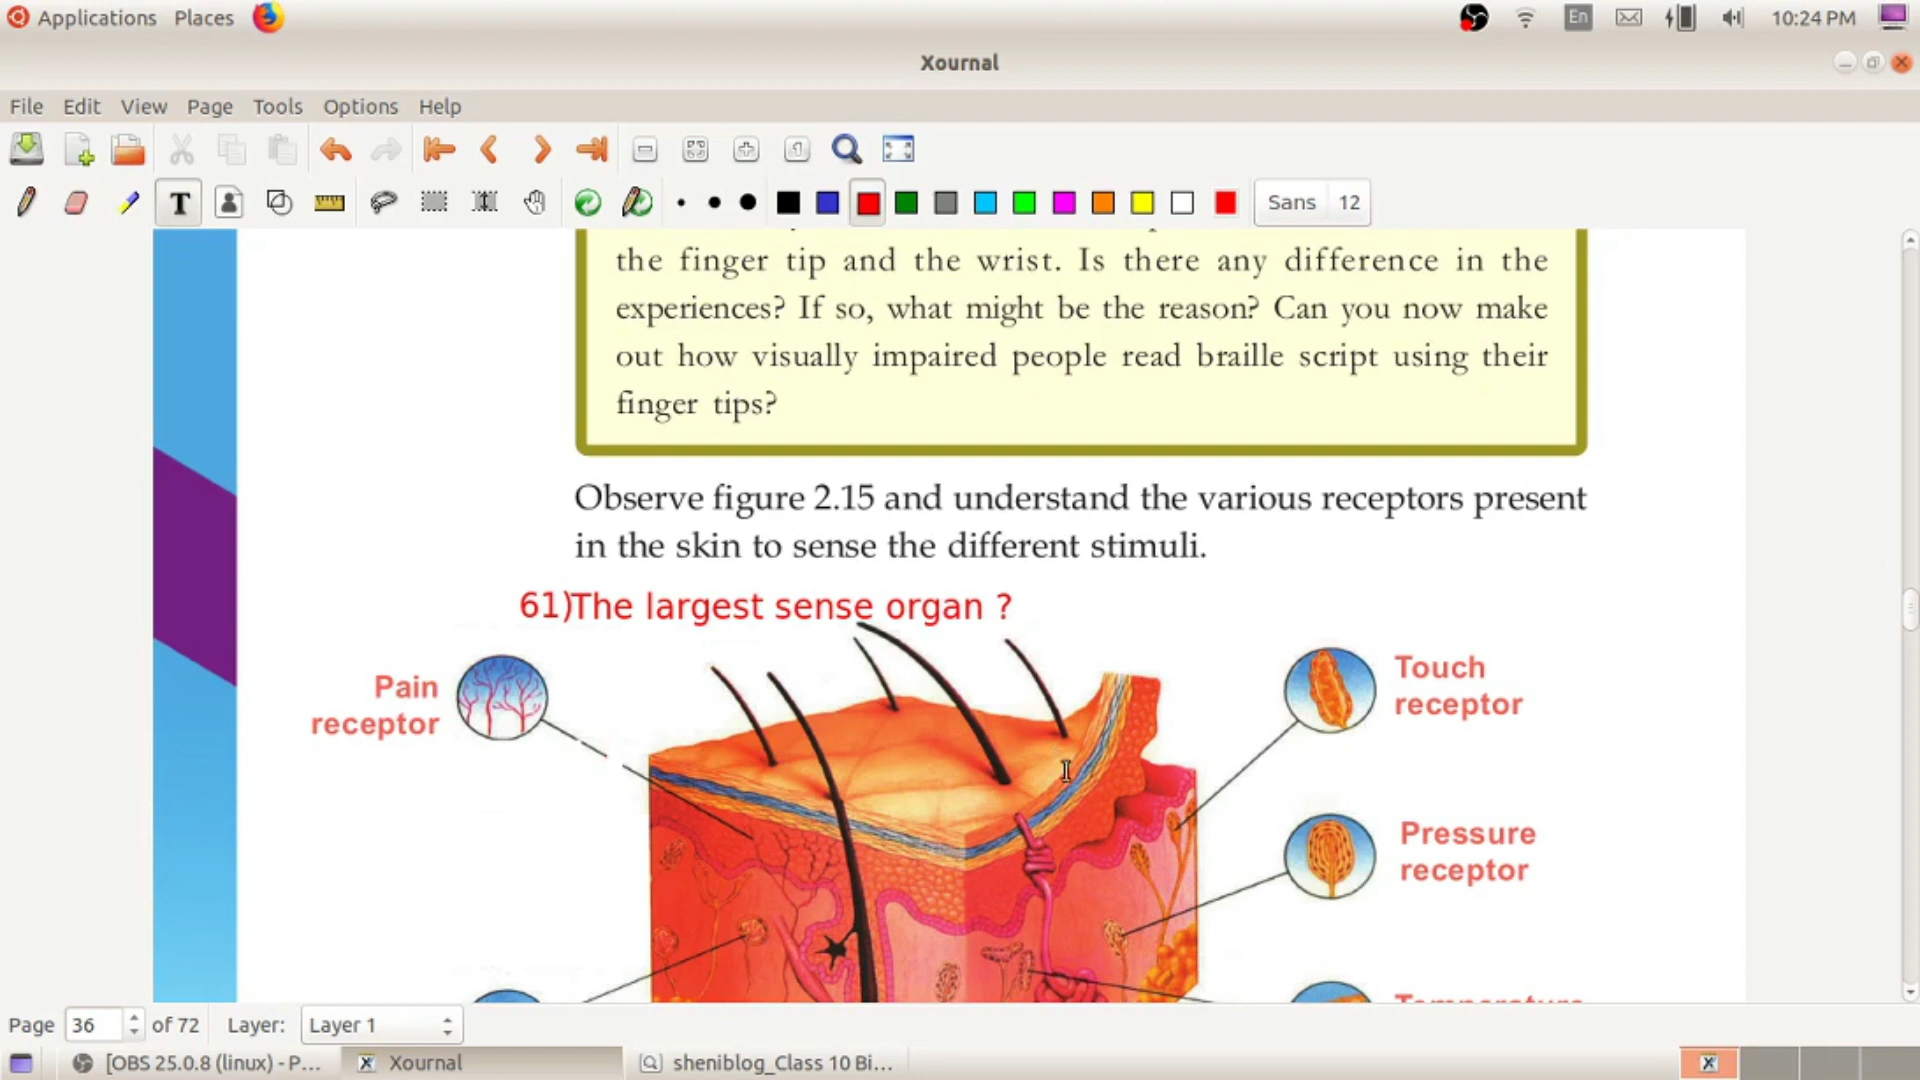 Applications Places En 10:24 PM
Xournal
File Edit View Page Tools Options Help
T Sans 12
the finger tip and the wrist. Is there any difference in the
experiences? If so, what might be the reason? Can you now make
out how visually impaired people read braille script using their
finger tips?
Observe figure 2.15 and understand the various receptors present
in the skin to sense the different stimuli.
61)The largest sense organ ?
Pain
receptor
Touch
receptor
Pressure
receptor
Page 36 of 72 Layer: Layer 1
[OBS 25.0.8 (linux) - P... Xournal sheniblog_Class 10 Bi...